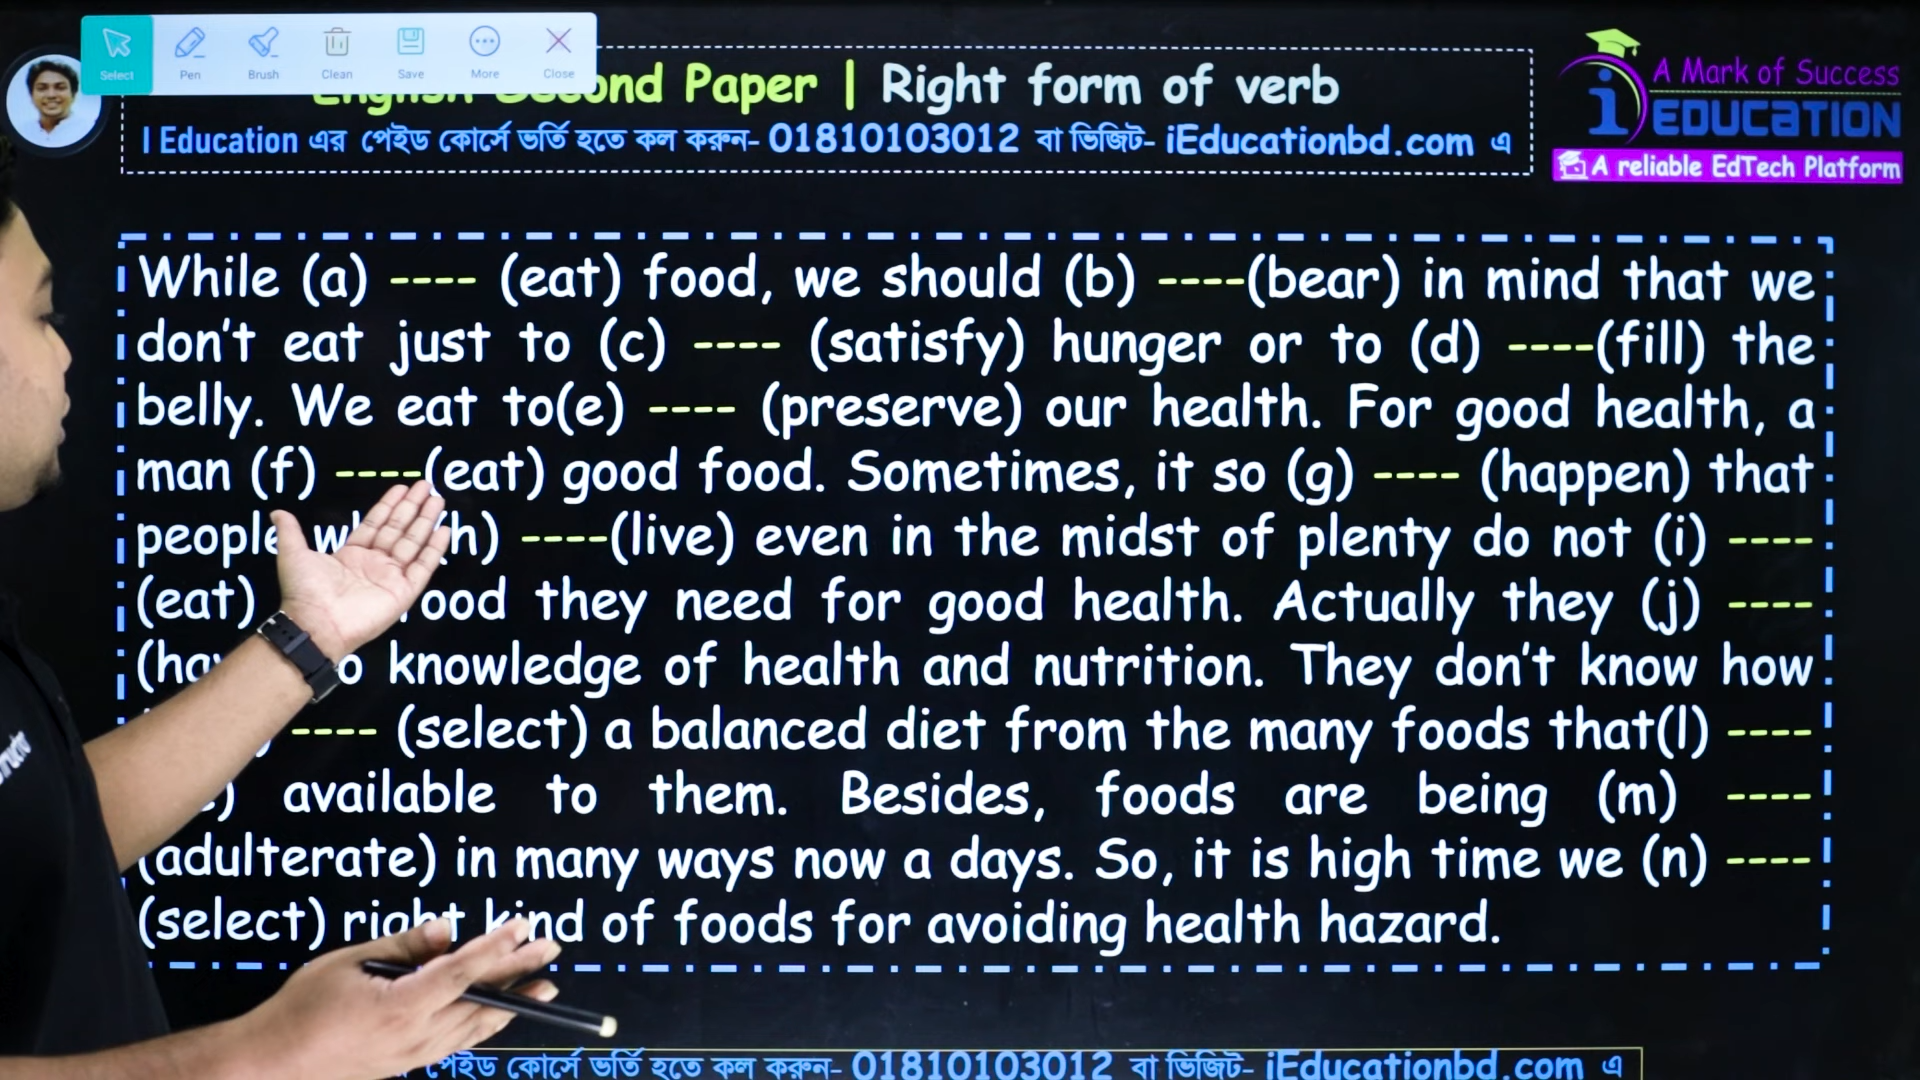 Select Pen Brush Clean Save More Close
English Second Paper | Right form of verb
I Education এর পেইড কোর্সে ভর্তি হতে কল করুন- 01810103012 বা ভিজিট- iEducationbd.com এ
A Mark of Success
iEDUCATION
A reliable EdTech Platform
While (a) ---- (eat) food, we should (b) ----(bear) in mind that we
don't eat just to (c) ---- (satisfy) hunger or to (d) ----(fill) the
belly. We eat to(e) ---- (preserve) our health. For good health, a
man (f) ----(eat) good food. Sometimes, it so (g) ---- (happen) that
people (h) ----(live) even in the midst of plenty do not (i) ----
(eat) they need for good health. Actually they (j) ----
knowledge of health and nutrition. They don't know how
---- (select) a balanced diet from the many foods that(l) ----
available to them. Besides, foods are being (m) ----
(adulterate) in many ways now a days. So, it is high time we (n) ----
(select) right kind of foods for avoiding health hazard.
পেইড কোর্সে ভর্তি হতে কল করুন- 01810103012 বা ভিজিট- iEducationbd.com এ